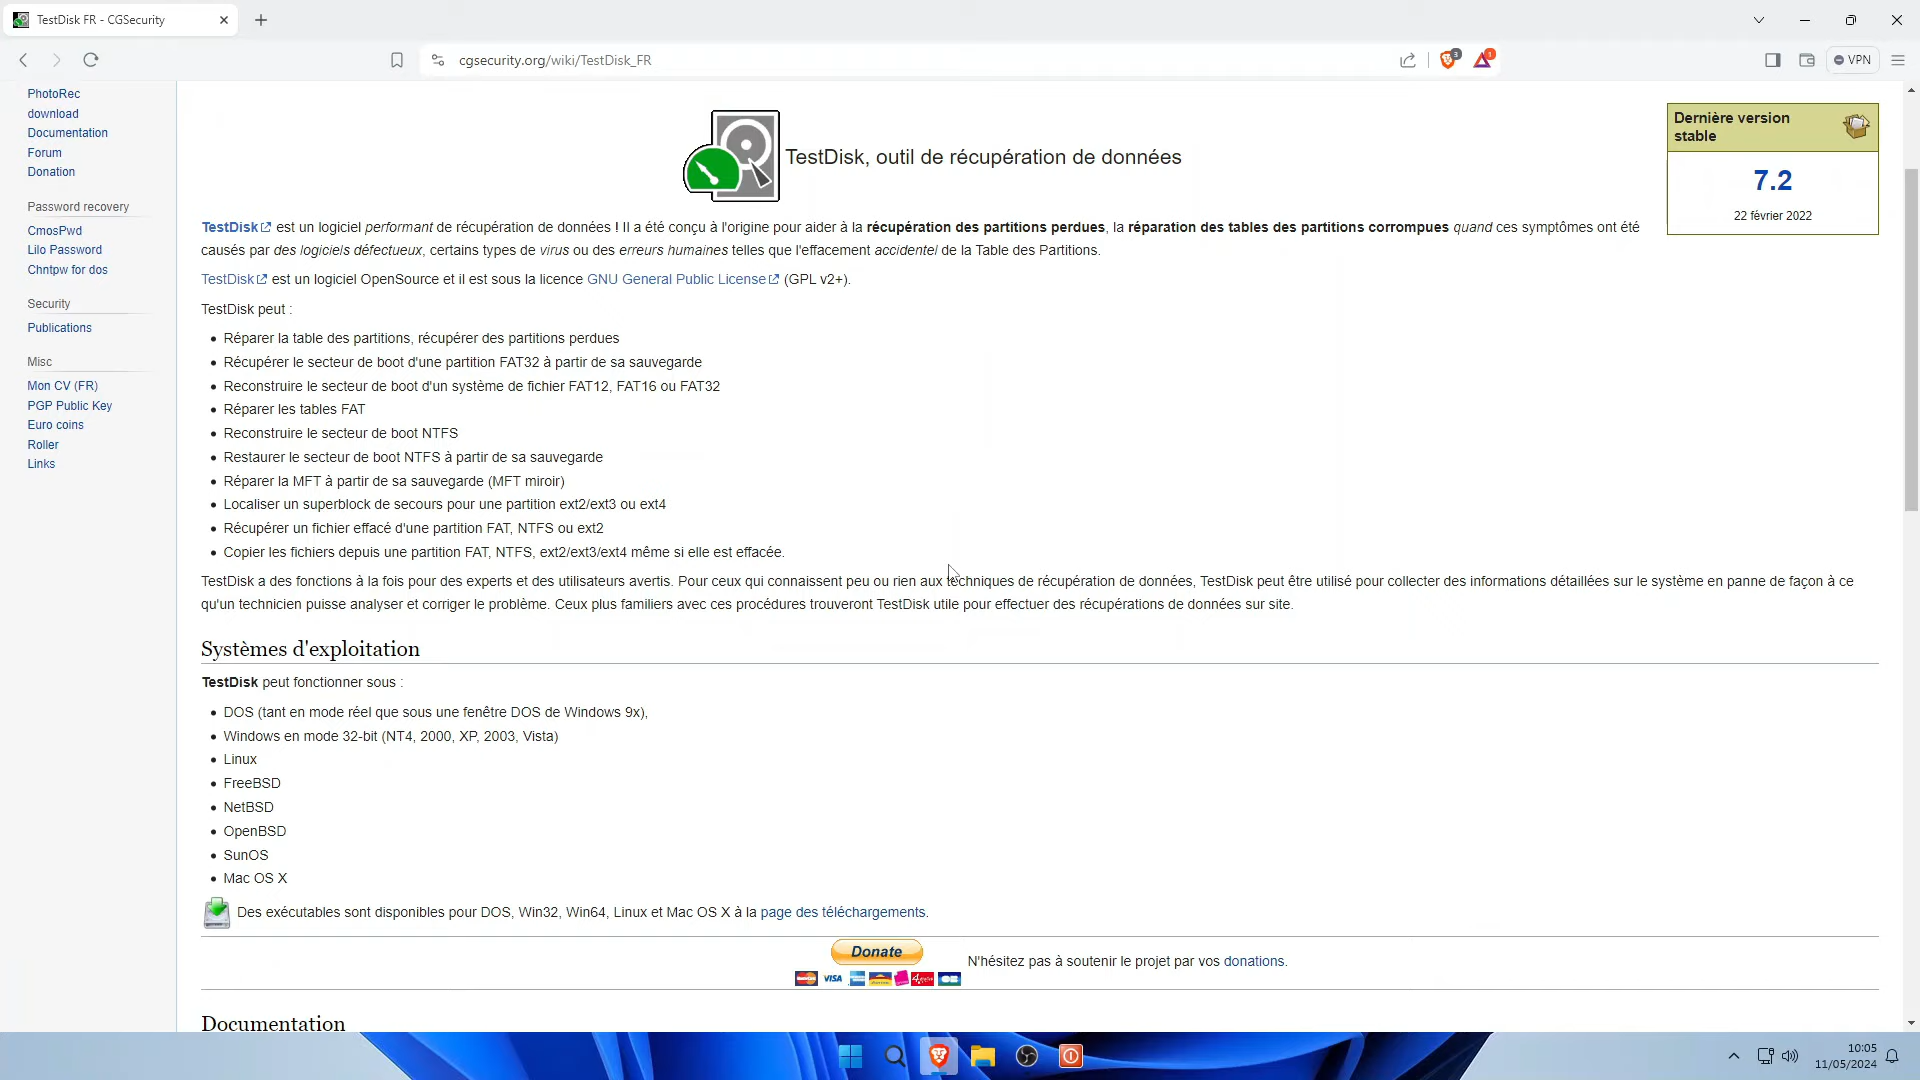 TestDisk FR - CGSecurity
cgsecurity.org/wiki/TestDisk_FR
3
1
VPN
PhotoRec
download
Documentation
Forum
Donation
Password recovery
CmosPwd
Lilo Password
Chntpw for dos
Security
Publications
Misc
Mon CV (FR)
PGP Public Key
Euro coins
Roller
Links
TestDisk, outil de récupération de données
Dernière version
stable
7.2
22 février 2022
TestDisk est un logiciel performant de récupération de données ! Il a été conçu à l'origine pour aider à la récupération des partitions perdues, la réparation des tables des partitions corrompues quand ces symptômes ont été
causés par des logiciels défectueux, certains types de virus ou des erreurs humaines telles que l'effacement accidentel de la Table des Partitions.
TestDisk est un logiciel OpenSource et il est sous la licence GNU General Public License (GPL v2+).
TestDisk peut :
• Réparer la table des partitions, récupérer des partitions perdues
• Récupérer le secteur de boot d'une partition FAT32 à partir de sa sauvegarde
• Reconstruire le secteur de boot d'un système de fichier FAT12, FAT16 ou FAT32
• Réparer les tables FAT
• Reconstruire le secteur de boot NTFS
• Restaurer le secteur de boot NTFS à partir de sa sauvegarde
• Réparer la MFT à partir de sa sauvegarde (MFT miroir)
• Localiser un superblock de secours pour une partition ext2/ext3 ou ext4
• Récupérer un fichier effacé d'une partition FAT, NTFS ou ext2
• Copier les fichiers depuis une partition FAT, NTFS, ext2/ext3/ext4 même si elle est effacée.
TestDisk a des fonctions à la fois pour des experts et des utilisateurs avertis. Pour ceux qui connaissent peu ou rien aux techniques de récupération de données, TestDisk peut être utilisé pour collecter des informations détaillées sur le système en panne de façon à ce
qu'un technicien puisse analyser et corriger le problème. Ceux plus familiers avec ces procédures trouveront TestDisk utile pour effectuer des récupérations de données sur site.
Systèmes d'exploitation
TestDisk peut fonctionner sous :
• DOS (tant en mode réel que sous une fenêtre DOS de Windows 9x),
• Windows en mode 32-bit (NT4, 2000, XP, 2003, Vista)
• Linux
• FreeBSD
• NetBSD
• OpenBSD
• SunOS
• Mac OS X
Des exécutables sont disponibles pour DOS, Win32, Win64, Linux et Mac OS X à la page des téléchargements.
Donate
VISA
N'hésitez pas à soutenir le projet par vos donations.
Documentation
10:05
11/05/2024